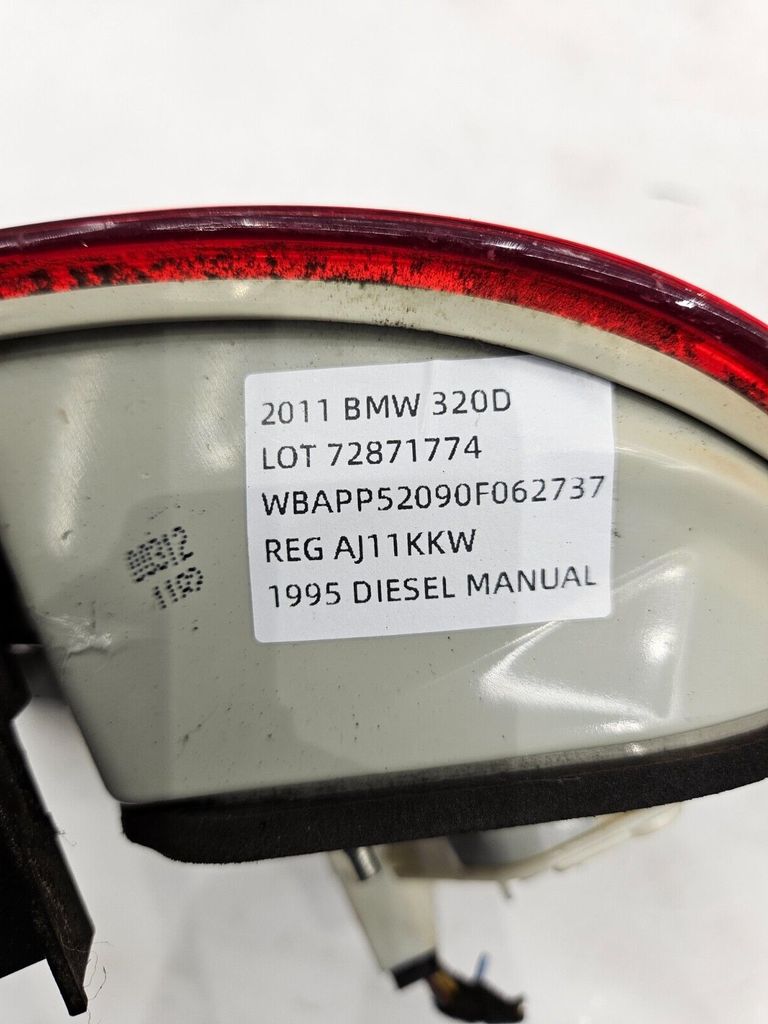 2011 BMW 320D
LOT 72871774
WBAPP52090F062737
REG AJ11KKW
1995 DIESEL MANUAL